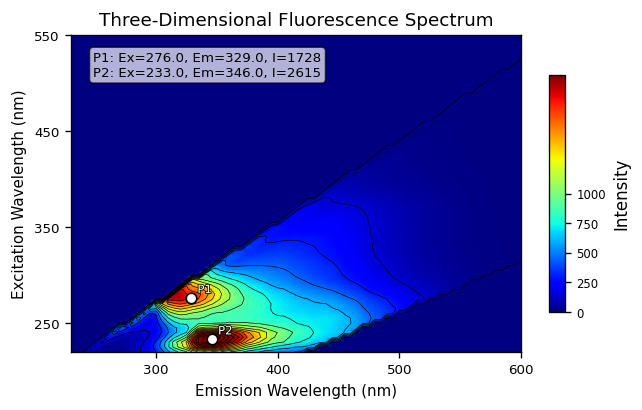 Three-Dimensional Fluorescence Spectrum
P1: Ex=276.0, Em=329.0, I=1728
P2: Ex=233.0, Em=346.0, I=2615
550
450
350
250
Excitation Wavelength (nm)
P1
P2
300
400
500
600
Emission Wavelength (nm)
1000
750
500
250
0
Intensity